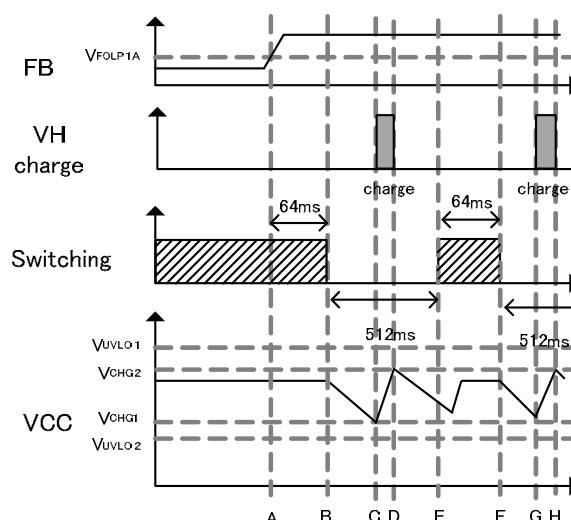 VFOLP1A
FB
VH
charge
charge
charge
64ms
64ms
Switching
512ms
512ms
VUVLO1
VCHG2
VCHG1
VUVLO2
VCC
A B C D E F G H